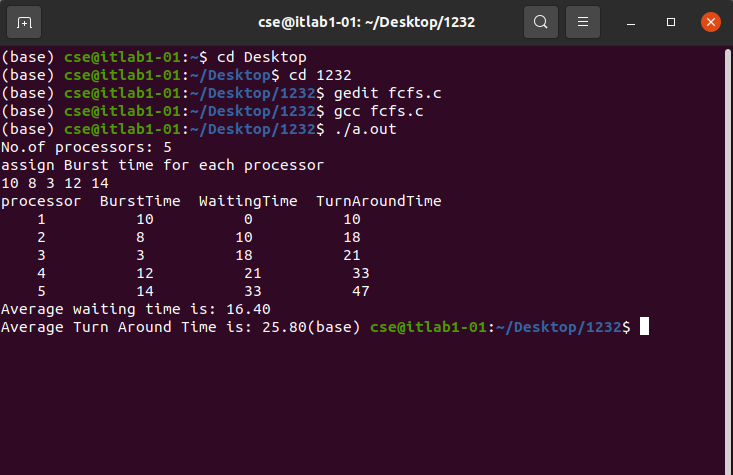 cse@itlab1-01: ~/Desktop/1232
(base) cse@itlab1-01:~$ cd Desktop
(base) cse@itlab1-01:~/Desktop$ cd 1232
(base) cse@itlab1-01:~/Desktop/1232$ gedit fcfs.c
(base) cse@itlab1-01:~/Desktop/1232$ gcc fcfs.c
(base) cse@itlab1-01:~/Desktop/1232$ ./a.out
No.of processors: 5
assign Burst time for each processor
10 8 3 12 14
processor  BurstTime  WaitingTime  TurnAroundTime
    1           10           0           10
    2           8           10           18
    3           3           18           21
    4           12           21           33
    5           14           33           47
Average waiting time is: 16.40
Average Turn Around Time is: 25.80(base) cse@itlab1-01:~/Desktop/1232$